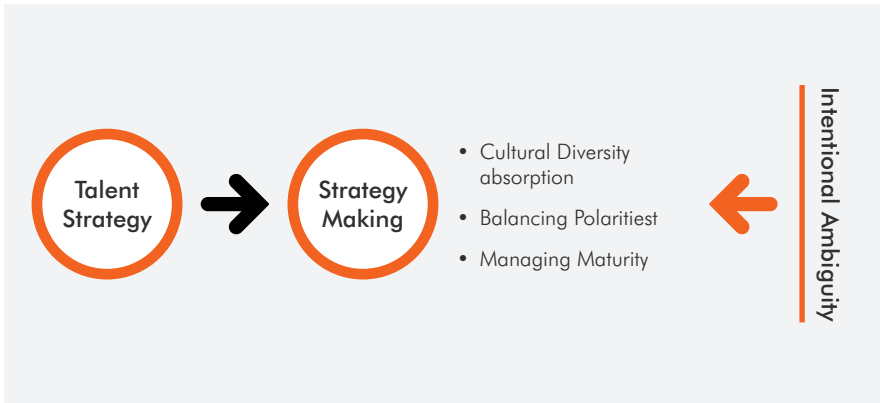 Talent
Strategy
Strategy
Making
• Cultural Diversity
absorption
• Balancing Polaritiest
• Managing Maturity
Intentional Ambiguity